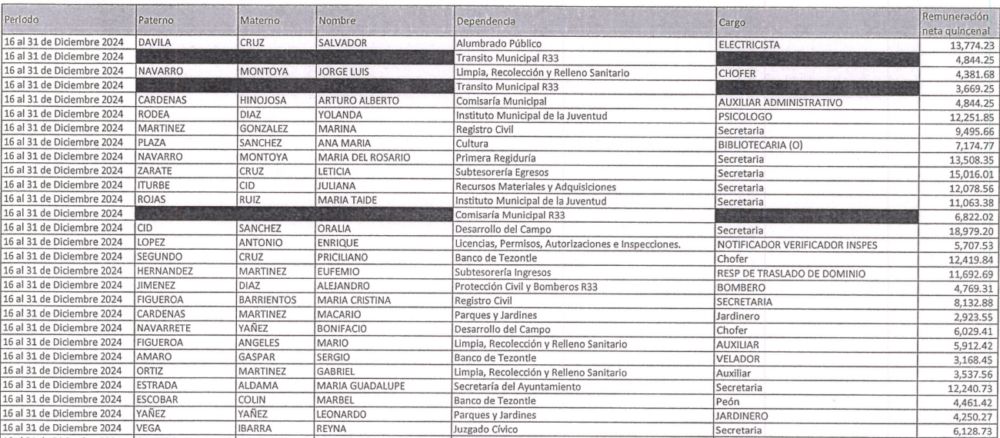 Periodo Paterno Materno Nombre Dependencia Cargo Remuneración neta quincenal
16 al 31 de Diciembre 2024 DAVILA CRUZ SALVADOR Alumbrado Público ELECTRICISTA 13,774.23
16 al 31 de Diciembre 2024 Transito Municipal R33 4,844.25
16 al 31 de Diciembre 2024 NAVARRO MONTOYA JORGE LUIS Limpia, Recolección y Relleno Sanitario CHOFER 4,381.68
16 al 31 de Diciembre 2024 Transito Municipal R33 3,669.25
16 al 31 de Diciembre 2024 CARDENAS HINOJOSA ARTURO ALBERTO Comisaría Municipal AUXILIAR ADMINISTRATIVO 4,844.25
16 al 31 de Diciembre 2024 RODEA DIAZ YOLANDA Instituto Municipal de la Juventud PSICOLOGO 12,251.85
16 al 31 de Diciembre 2024 MARTINEZ GONZALEZ MARINA Registro Civil Secretaria 9,495.66
16 al 31 de Diciembre 2024 PLAZA SANCHEZ ANA MARIA Cultura BIBLIOTECARIA (O) 7,174.77
16 al 31 de Diciembre 2024 NAVARRO MONTOYA MARIA DEL ROSARIO Primera Regiduría Secretaria 13,508.35
16 al 31 de Diciembre 2024 ZARATE CRUZ LETICIA Subtesorería Egresos Secretaria 15,016.01
16 al 31 de Diciembre 2024 ITURBE CID JULIANA Recursos Materiales y Adquisiciones Secretaria 12,078.56
16 al 31 de Diciembre 2024 ROJAS RUIZ MARIA TAIDE Instituto Municipal de la Juventud Secretaria 11,063.38
16 al 31 de Diciembre 2024 Comisaría Municipal R33 6,822.02
16 al 31 de Diciembre 2024 CID SANCHEZ ORALIA Desarrollo del Campo Secretaria 18,979.20
16 al 31 de Diciembre 2024 LOPEZ ANTONIO ENRIQUE Licencias, Permisos, Autorizaciones e Inspecciones. NOTIFICADOR VERIFICADOR INSPES 5,707.53
16 al 31 de Diciembre 2024 SEGUNDO CRUZ PRICILIANO Banco de Tezontle Chofer 12,419.84
16 al 31 de Diciembre 2024 HERNANDEZ MARTINEZ EUFEMIO Subtesorería Ingresos RESP DE TRASLADO DE DOMINIO 11,692.69
16 al 31 de Diciembre 2024 JIMENEZ DIAZ ALEJANDRO Protección Civil y Bomberos R33 BOMBERO 4,769.31
16 al 31 de Diciembre 2024 FIGUEROA BARRIENTOS MARIA CRISTINA Registro Civil SECRETARIA 8,132.88
16 al 31 de Diciembre 2024 CARDENAS MARTINEZ MACARIO Parques y Jardines Jardinero 2,923.55
16 al 31 de Diciembre 2024 NAVARRETE YAÑEZ BONIFACIO Desarrollo del Campo Chofer 6,029.41
16 al 31 de Diciembre 2024 FIGUEROA ANGELES MARIO Limpia, Recolección y Relleno Sanitario AUXILIAR 5,912.42
16 al 31 de Diciembre 2024 AMARO GASPAR SERGIO Banco de Tezontle VELADOR 3,168.45
16 al 31 de Diciembre 2024 ORTIZ MARTINEZ GABRIEL Limpia, Recolección y Relleno Sanitario Auxiliar 3,537.56
16 al 31 de Diciembre 2024 ESTRADA ALDAMA MARIA GUADALUPE Secretaría del Ayuntamiento Secretaria 12,240.73
16 al 31 de Diciembre 2024 ESCOBAR COLIN MARBEL Banco de Tezontle Peón 4,461.42
16 al 31 de Diciembre 2024 YAÑEZ YAÑEZ LEONARDO Parques y Jardines JARDINERO 4,250.27
16 al 31 de Diciembre 2024 VEGA IBARRA REYNA Juzgado Cívico Secretaria 6,128.73